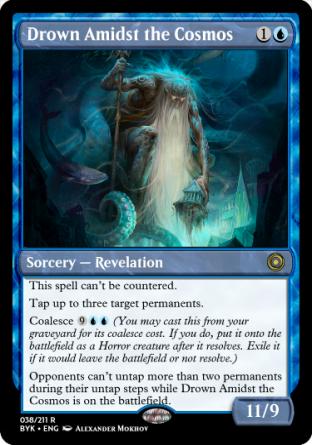 Drown Amidst the Cosmos 1
Sorcery — Revelation
This spell can't be countered.
Tap up to three target permanents.
Coalesce 9 (You may cast this from your
graveyard for its coalesce cost. If you do, put it onto the
battlefield as a Horror creature after it resolves. Exile it
if it would leave the battlefield or not resolve.)
Opponents can't untap more than two permanents
during their untap steps while Drown Amidst the
Cosmos is on the battlefield.
11/9
038/211 R
BYK • ENG Alexander Mokhov